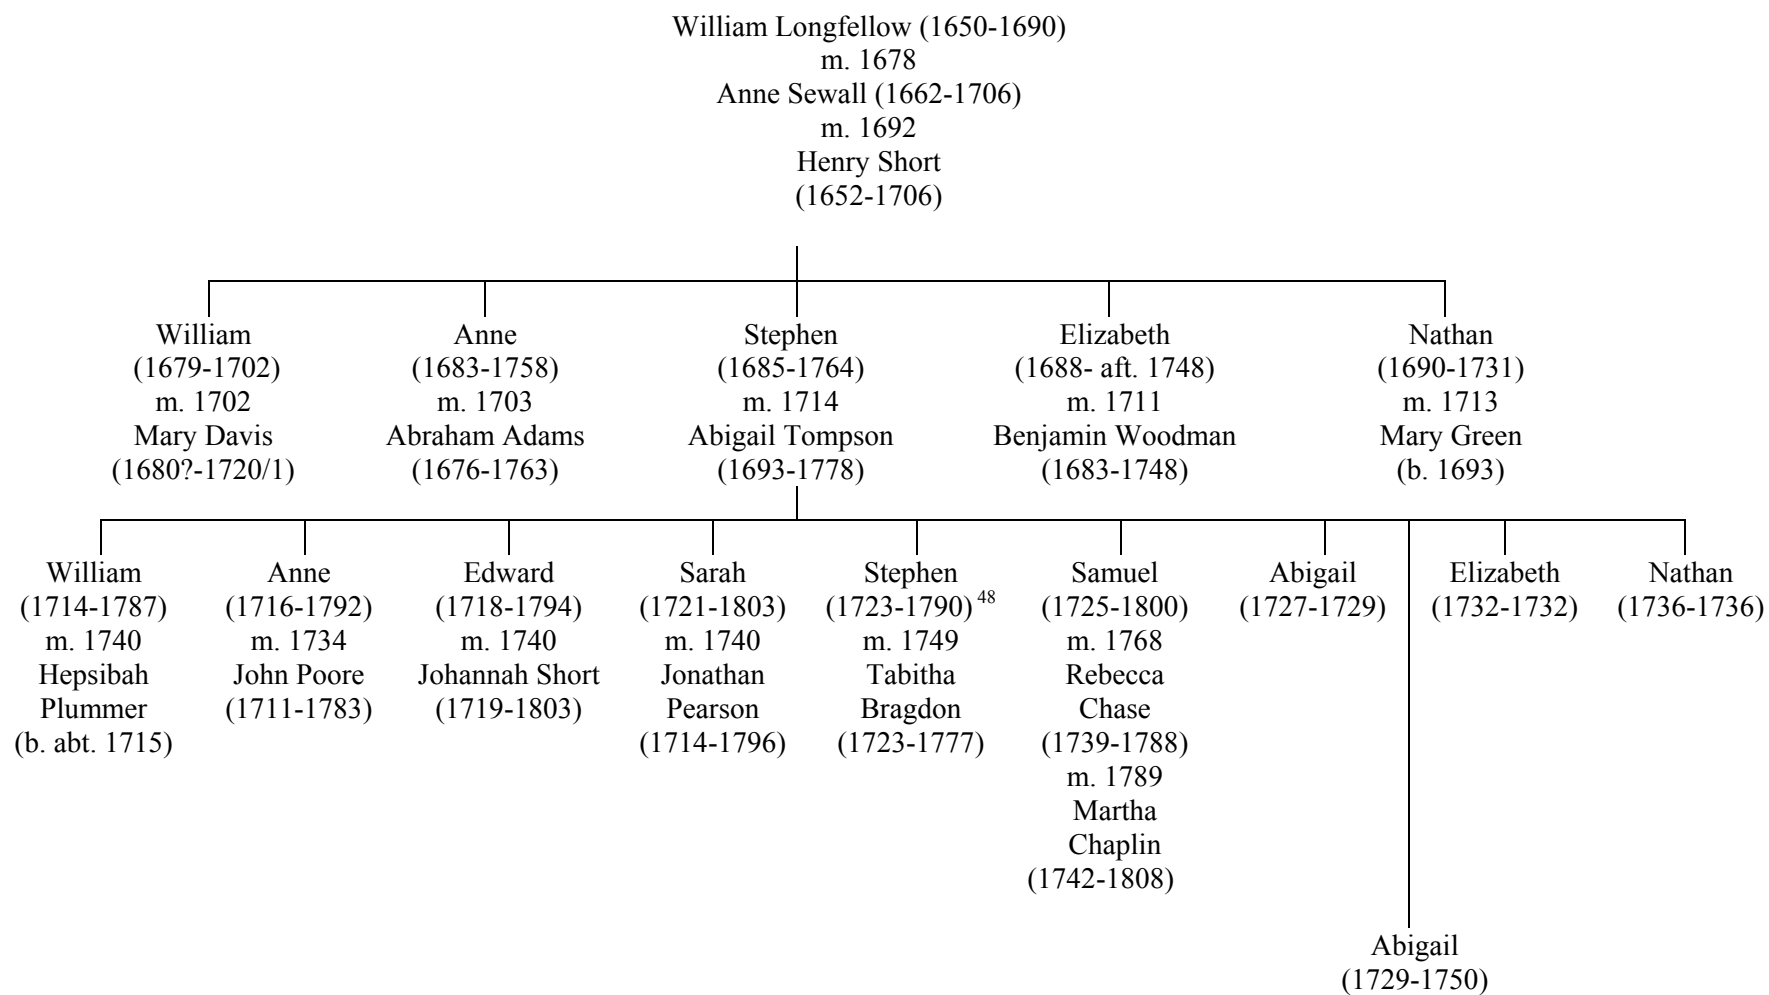 William Longfellow (1650-1690)
m. 1678
Anne Sewall (1662-1706)
m. 1692
Henry Short
(1652-1706)
William
(1679-1702)
m. 1702
Mary Davis
(1680?-1720/1)
Anne
(1683-1758)
m. 1703
Abraham Adams
(1676-1763)
Stephen
(1685-1764)
m. 1714
Abigail Tompson
(1693-1778)
Elizabeth
(1688- aft. 1748)
m. 1711
Benjamin Woodman
(1683-1748)
Nathan
(1690-1731)
m. 1713
Mary Green
(b. 1693)
William
(1714-1787)
m. 1740
Hepsibah
Plummer
(b. abt. 1715)
Anne
(1716-1792)
m. 1734
John Poore
(1711-1783)
Edward
(1718-1794)
m. 1740
Johannah Short
(1719-1803)
Sarah
(1721-1803)
m. 1740
Jonathan
Pearson
(1714-1796)
Stephen
(1723-1790) 48
m. 1749
Tabitha
Bragdon
(1723-1777)
Samuel
(1725-1800)
m. 1768
Rebecca
Chase
(1739-1788)
m. 1789
Martha
Chaplin
(1742-1808)
Abigail
(1727-1729)
Abigail
(1729-1750)
Elizabeth
(1732-1732)
Nathan
(1736-1736)